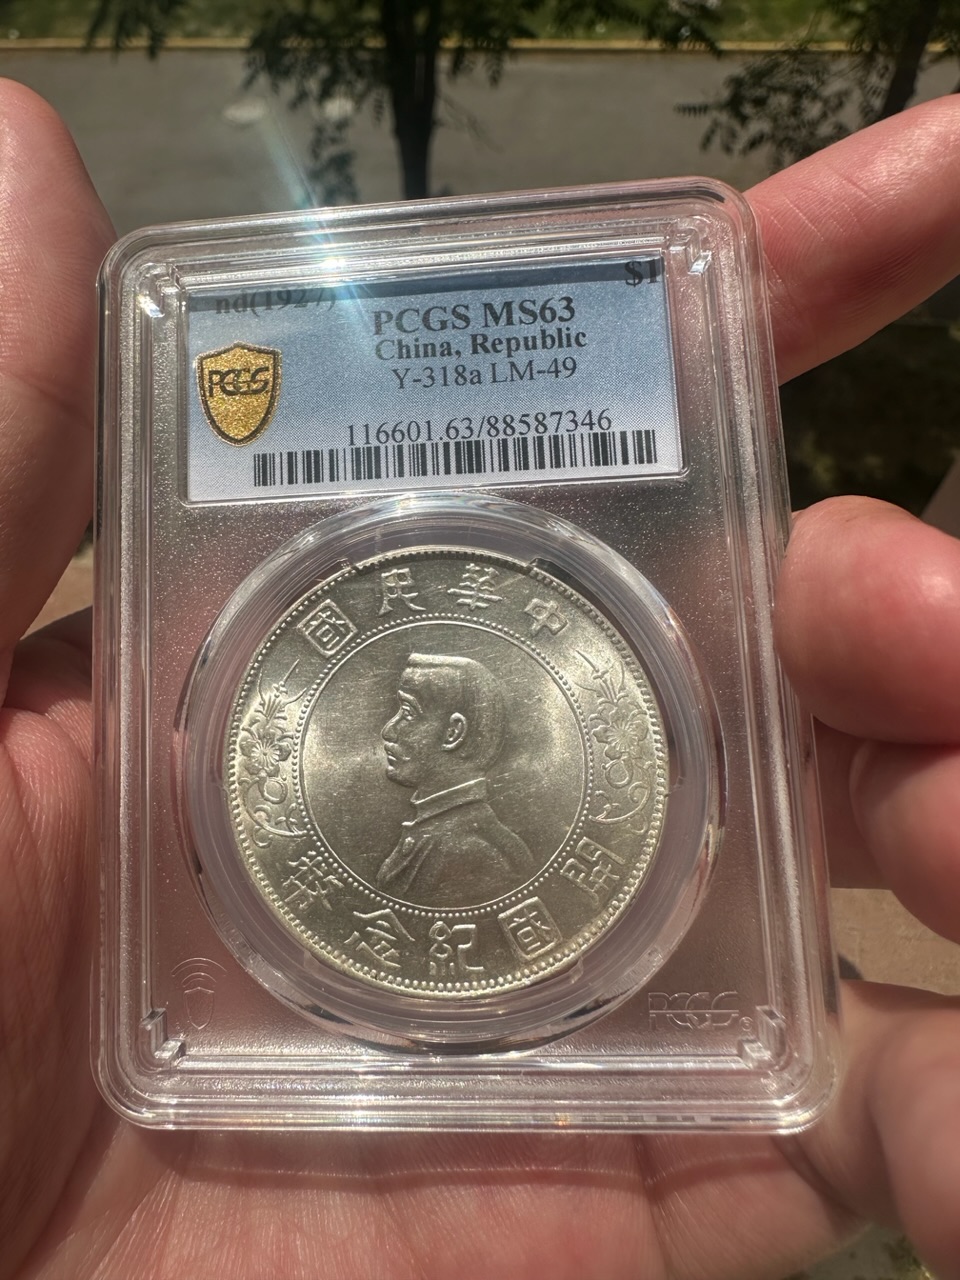 nd(1927) $1
PCGS MS63
China, Republic
Y-318a LM-49
PCGS
116601.63/88587346
中華民國
開國紀念幣
PCGS